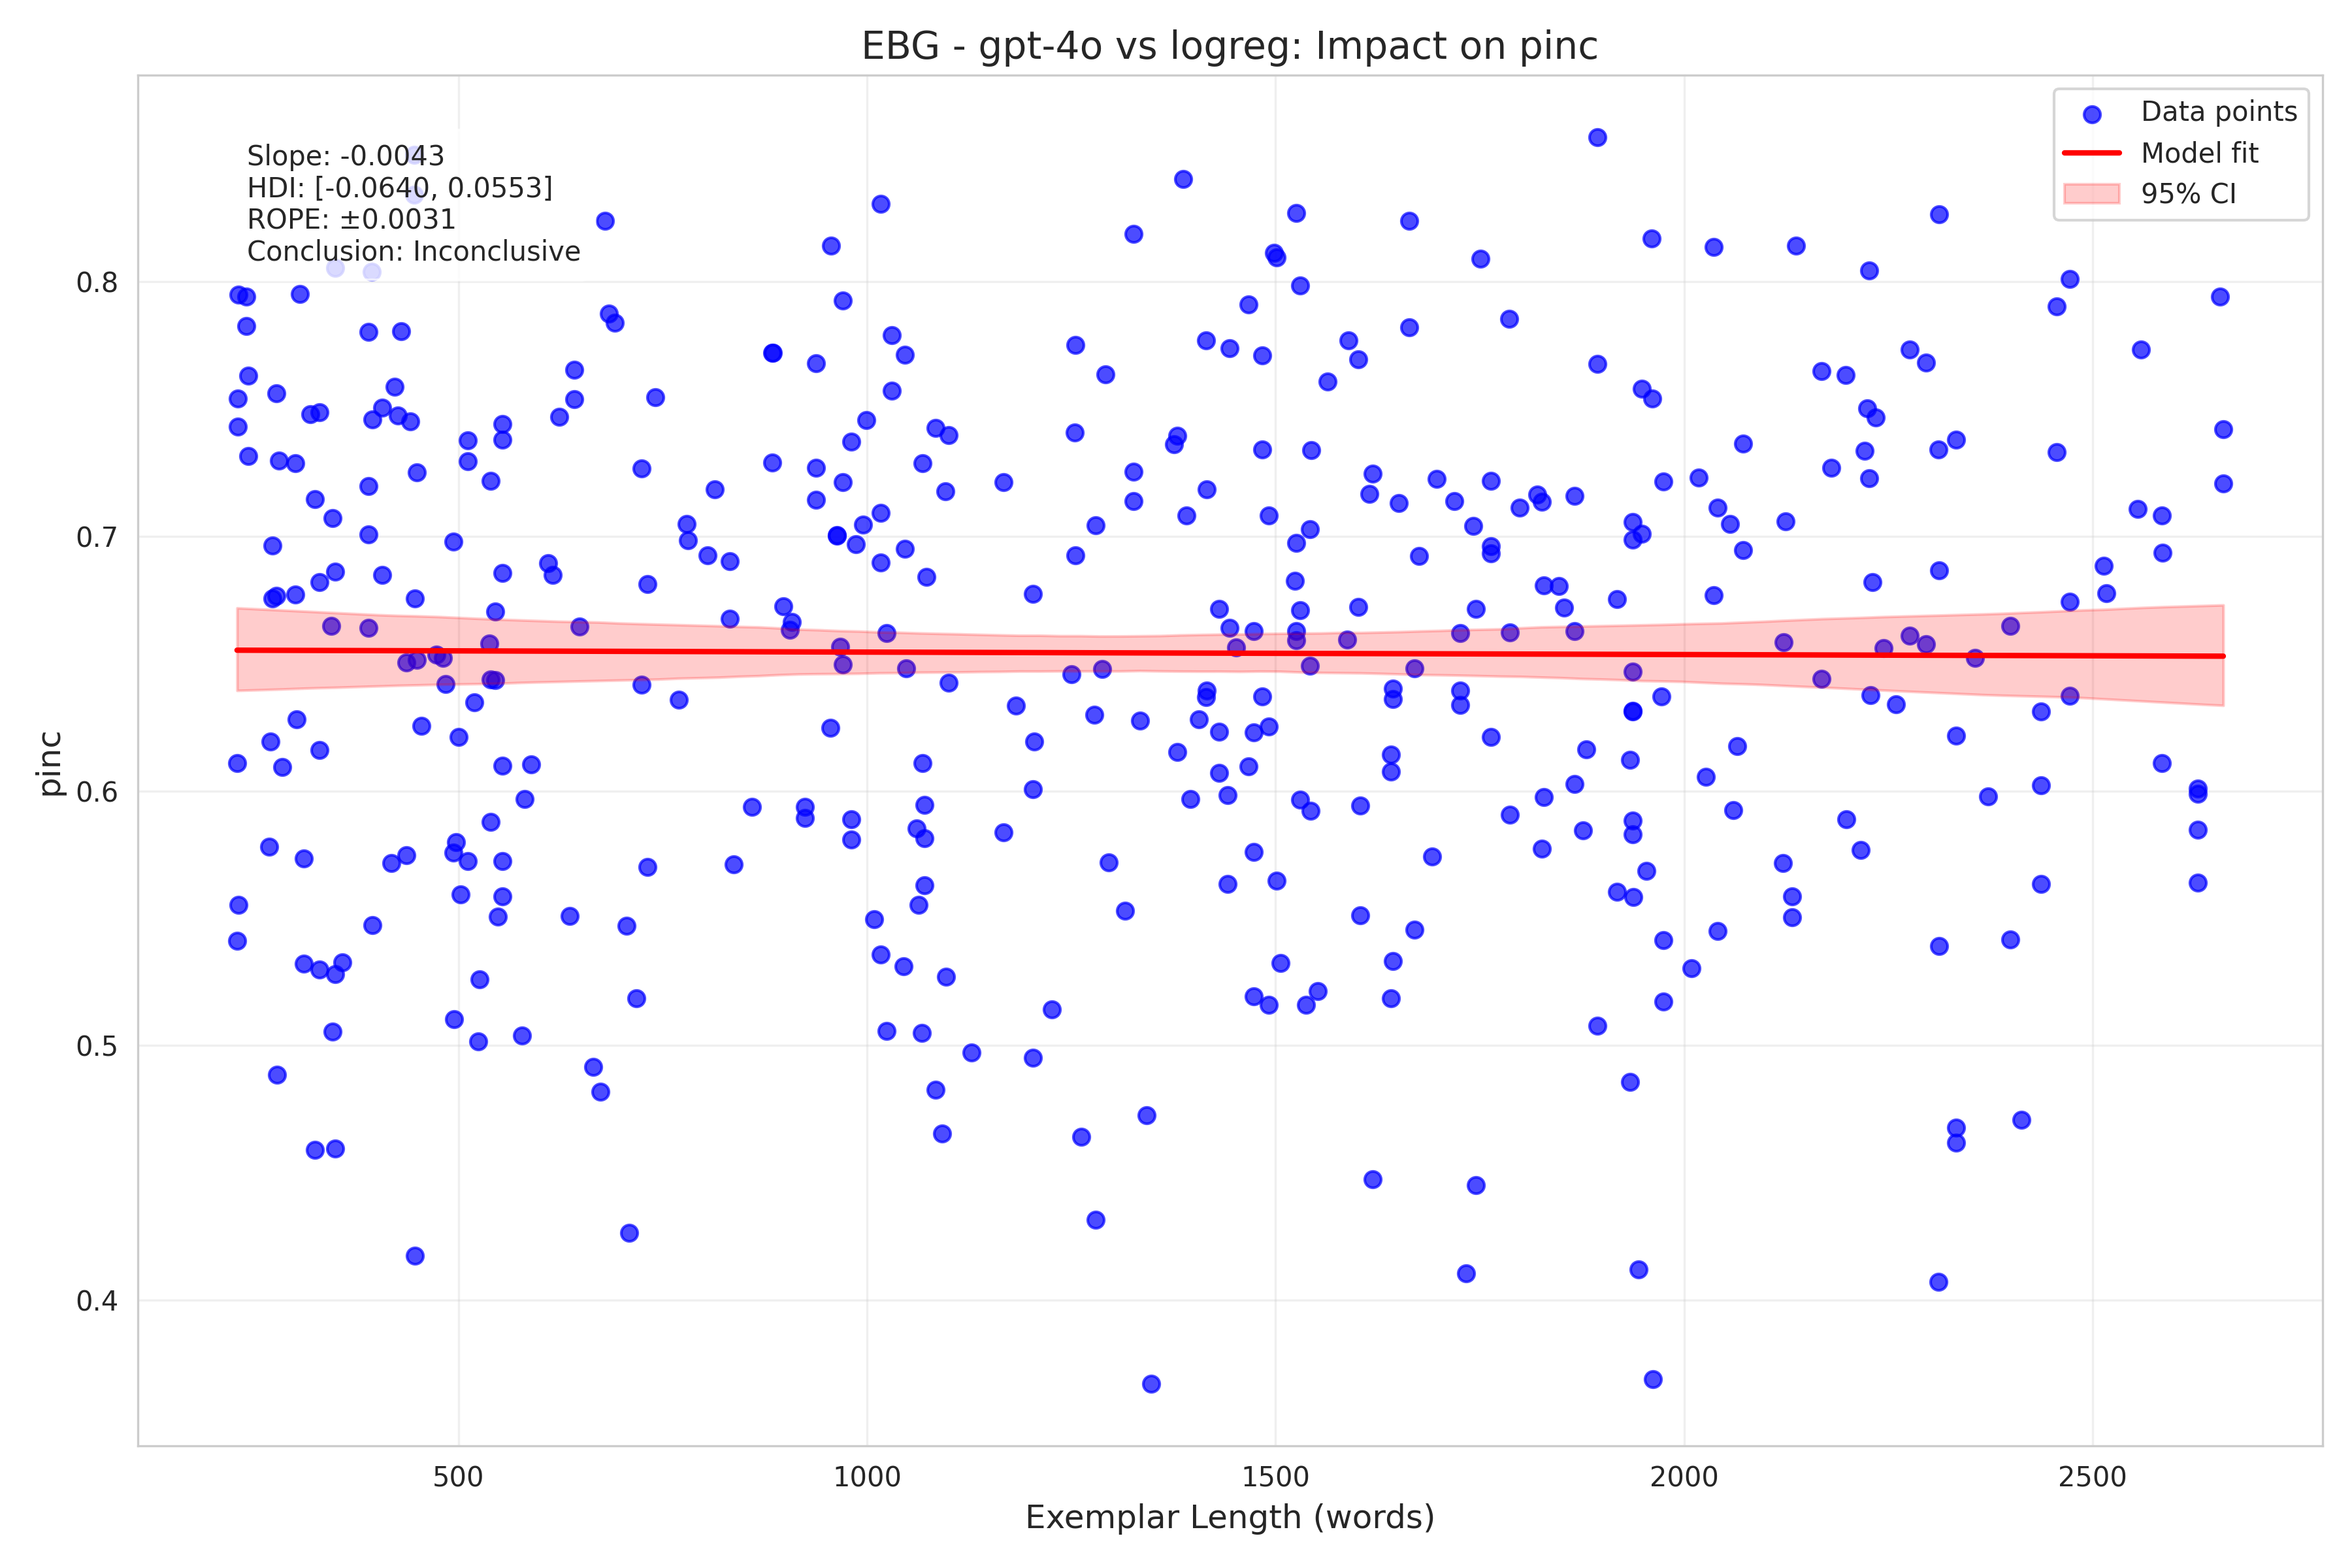 EBG - gpt-4o vs logreg: Impact on pinc
Slope: -0.0043
HDI: [-0.0640, 0.0553]
ROPE: ±0.0031
Conclusion: Inconclusive
Data points
Model fit
95% CI
0.8
0.7
0.6
0.5
0.4
pinc
500
1000
1500
2000
2500
Exemplar Length (words)